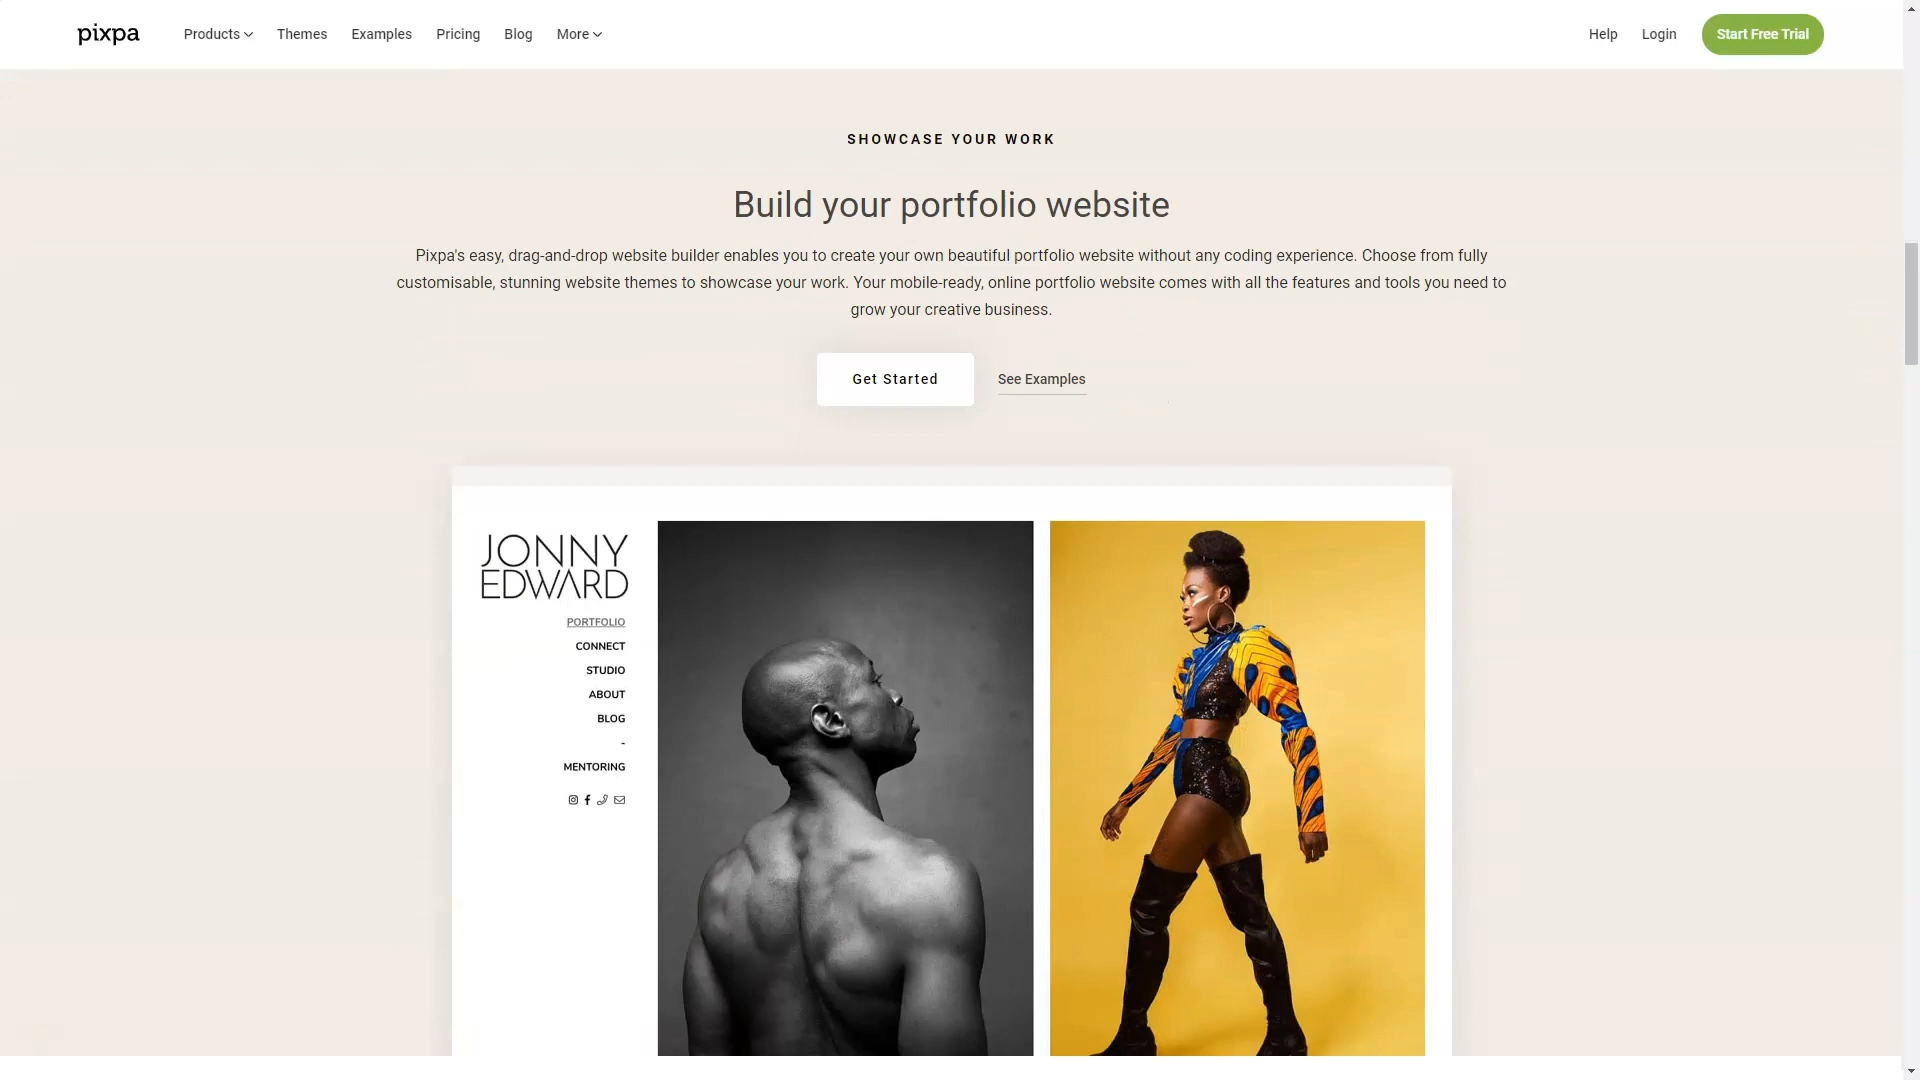 pixpa
Products
Themes
Examples
Pricing
Blog
More
Help
Login
Start Free Trial
SHOWCASE YOUR WORK
Build your portfolio website
Pixpa's easy, drag-and-drop website builder enables you to create your own beautiful portfolio website without any coding experience. Choose from fully
customisable, stunning website themes to showcase your work. Your mobile-ready, online portfolio website comes with all the features and tools you need to
grow your creative business.
Get Started
See Examples
JONNY
EDWARD
PORTFOLIO
CONNECT
STUDIO
ABOUT
BLOG
-
MENTORING